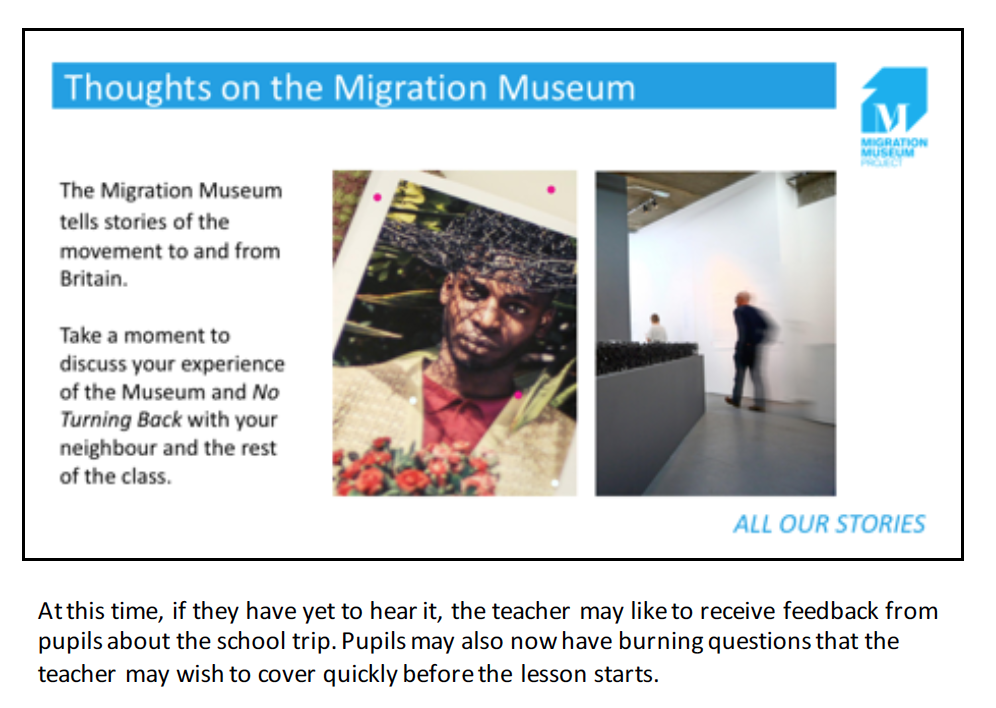 Thoughts on the Migration Museum
M
MIGRATION
MUSEUM
PROJECT
The Migration Museum
tells stories of the
movement to and from
Britain.
Take a moment to
discuss your experience
of the Museum and No
Turning Back with your
neighbour and the rest
of the class.
ALL OUR STORIES
At this time, if they have yet to hear it, the teacher may like to receive feedback from
pupils about the school trip. Pupils may also now have burning questions that the
teacher may wish to cover quickly before the lesson starts.